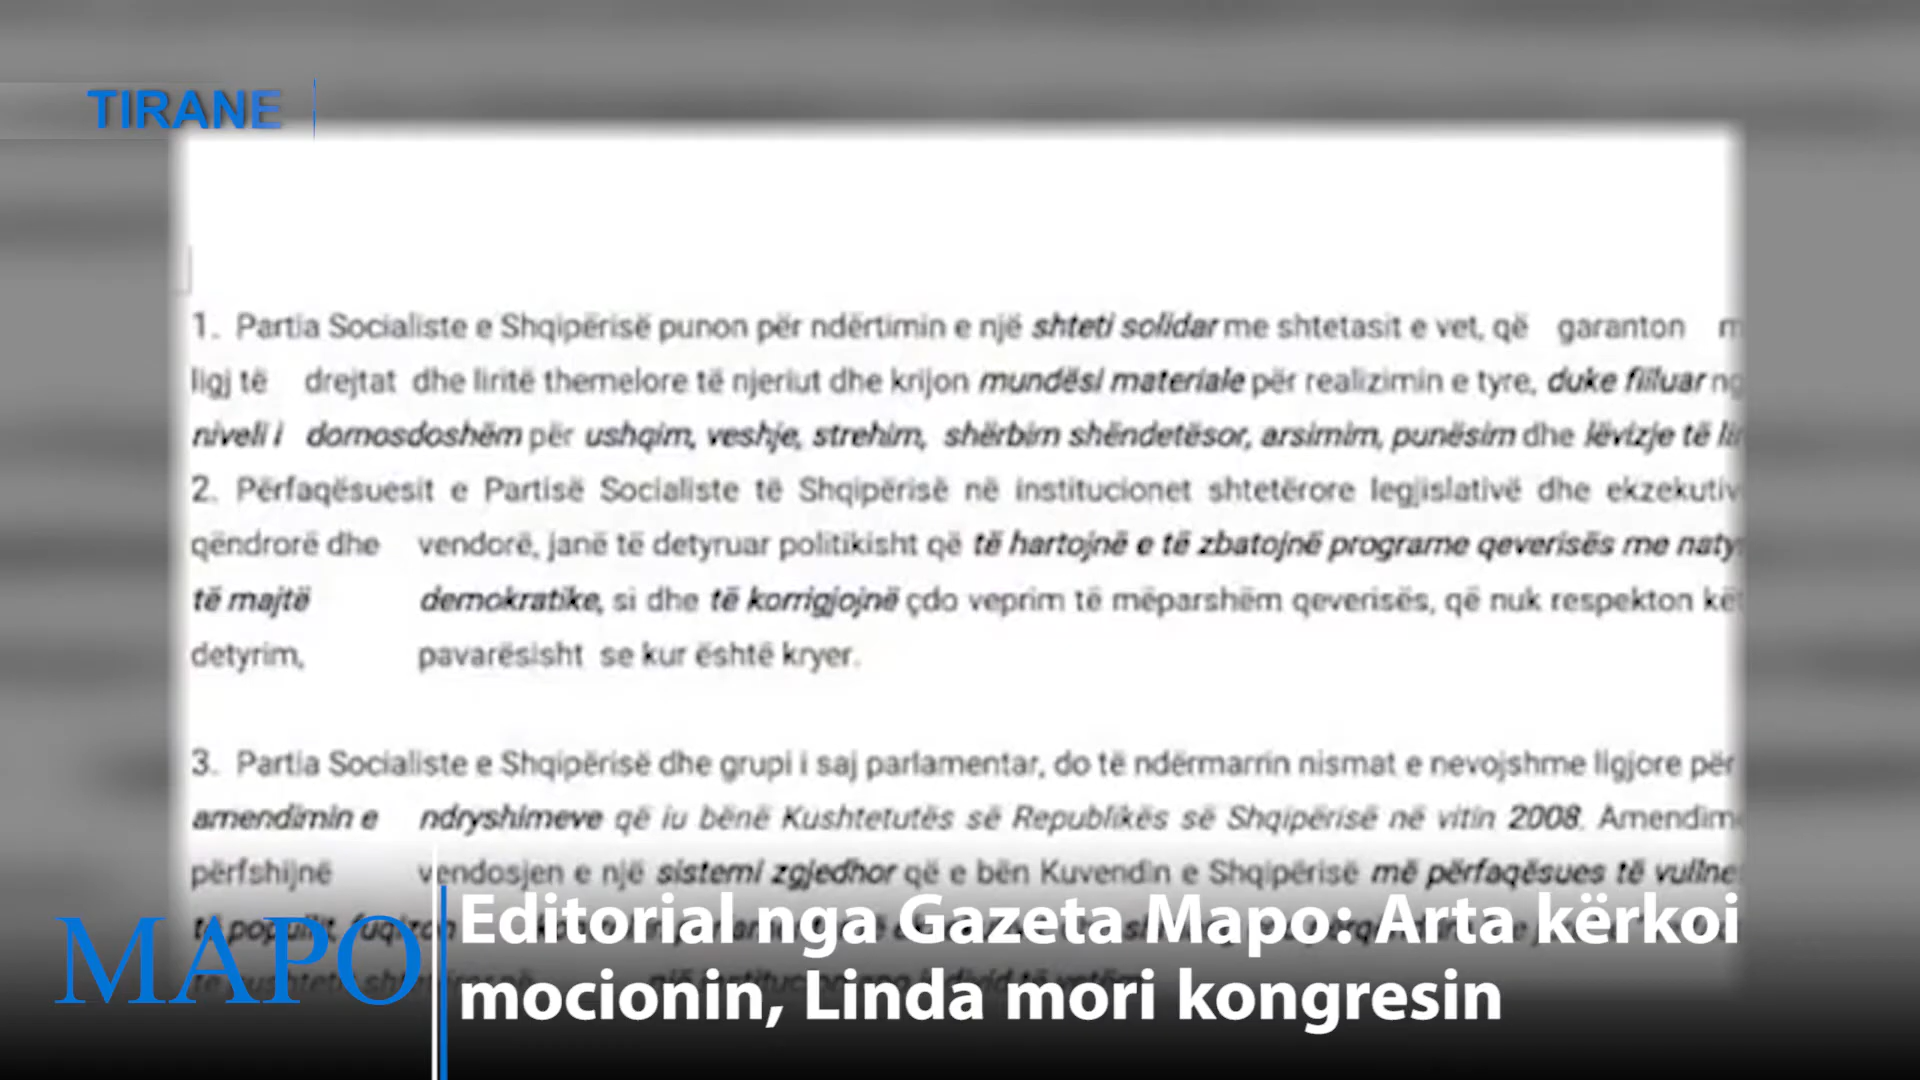 TIRANE
1. Partia Socialiste e Shqipërisë punon për ndërtimin e një shteti solidar me shtetasit e vet, që garanton
ligj të drejtat dhe liritë themelore të njeriut dhe krijon mundësi materiale për realizimin e tyre, duke filluar
niveli i domosdoshëm për ushqim, veshje, strehim, shërbim shëndetësor, arsimim, punësim dhe lëvizje të
2. Përfaqësuesit e Partisë Socialiste të Shqipërisë në institucionet shtetërore legjislativë dhe ekzekutiv
qëndrorë dhe vendorë, janë të detyruar politikisht që të hartojnë e të zbatojnë programe qeverisës me naty
të majtë demokratike, si dhe të korrigjojnë çdo veprim të mëparshëm qeverisës, që nuk respekton
detyrim, pavarësisht se kur është kryer.
3. Partia Socialiste e Shqipërisë dhe grupi i saj parlamentar, do të ndërmarrin nismat e nevojshme ligjore për
amendimin e ndryshimeve që iu bënë Kushtetutës së Republikës së Shqipërisë në vitin 2008. Amendim
përfshijnë vendosjen e një sistemi zgjedhor që e bën Kuvendin e Shqipërisë më përfaqësues të vullne
të popullit,
MAPO
Editorial nga Gazeta Mapo: Arta kërkoi
mocionin, Linda mori kongresin